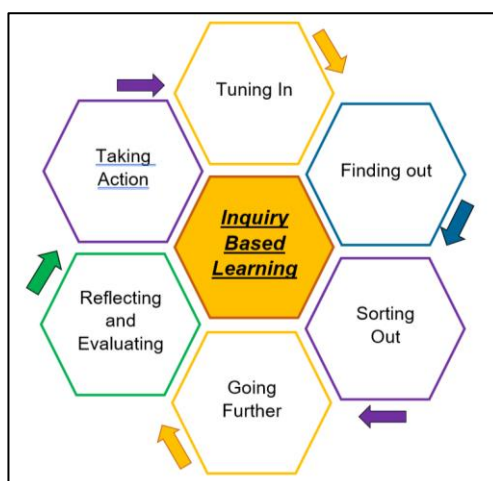 Tuning In
Finding out
Sorting
Out
Going
Further
Reflecting
and
Evaluating
Taking
Action
Inquiry
Based
Learning